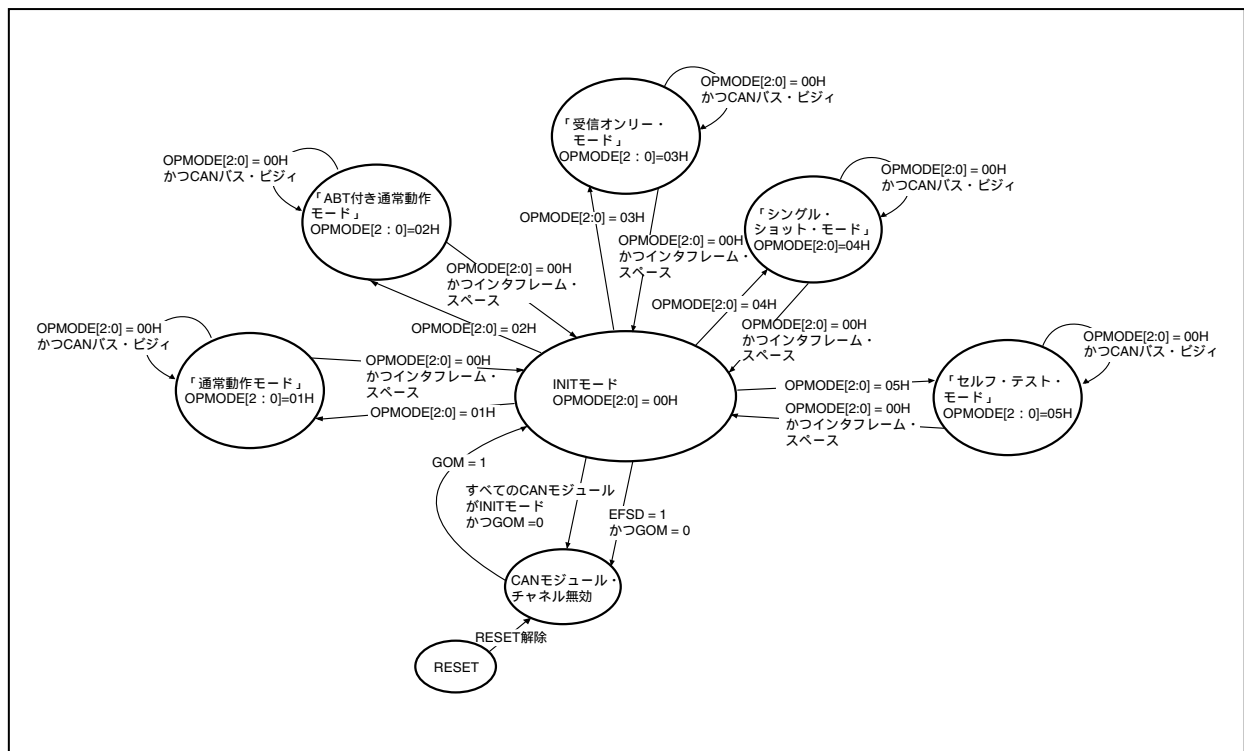 OPMODE[2:0] = 00H
かつCANバス・ビジィ
「受信オンリー・
モード」
OPMODE[2：0]=03H
OPMODE[2:0] = 00H
かつCANバス・ビジィ
「ABT付き通常動作
モード」
OPMODE[2：0]=02H
OPMODE[2:0] = 00H
かつCANバス・ビジィ
「シングル・
ショット・モード」
OPMODE[2:0]=04H
OPMODE[2:0] = 03H
OPMODE[2:0] = 00H
かつインタフレーム・
スペース
OPMODE[2:0] = 00H
かつインタフレーム・
スペース
OPMODE[2:0] = 04H
OPMODE[2:0] = 02H
OPMODE[2:0] = 00H
かつインタフレーム・
スペース
OPMODE[2:0] = 00H
かつCANバス・ビジィ
「通常動作モード」
OPMODE[2：0]=01H
OPMODE[2:0] = 00H
かつインタフレーム・
スペース
OPMODE[2:0] = 01H
INITモード
OPMODE[2:0] = 00H
OPMODE[2:0] = 05H
OPMODE[2:0] = 00H
かつインタフレーム・
スペース
OPMODE[2:0] = 00H
かつCANバス・ビジィ
「セルフ・テスト・
モード」
OPMODE[2：0]=05H
GOM = 1
すべてのCANモジュール
がINITモード
かつGOM =0
EFSD = 1
かつGOM = 0
CANモジュール・
チャネル無効
RESET解除
RESET